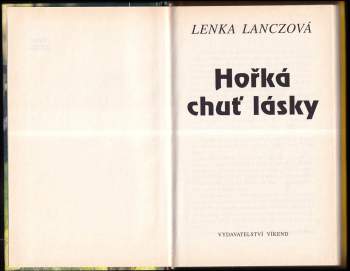 LENKA LANCZOVÁ
Hořká
chuť lásky
VYDAVATELSTVÍ VÍKEND